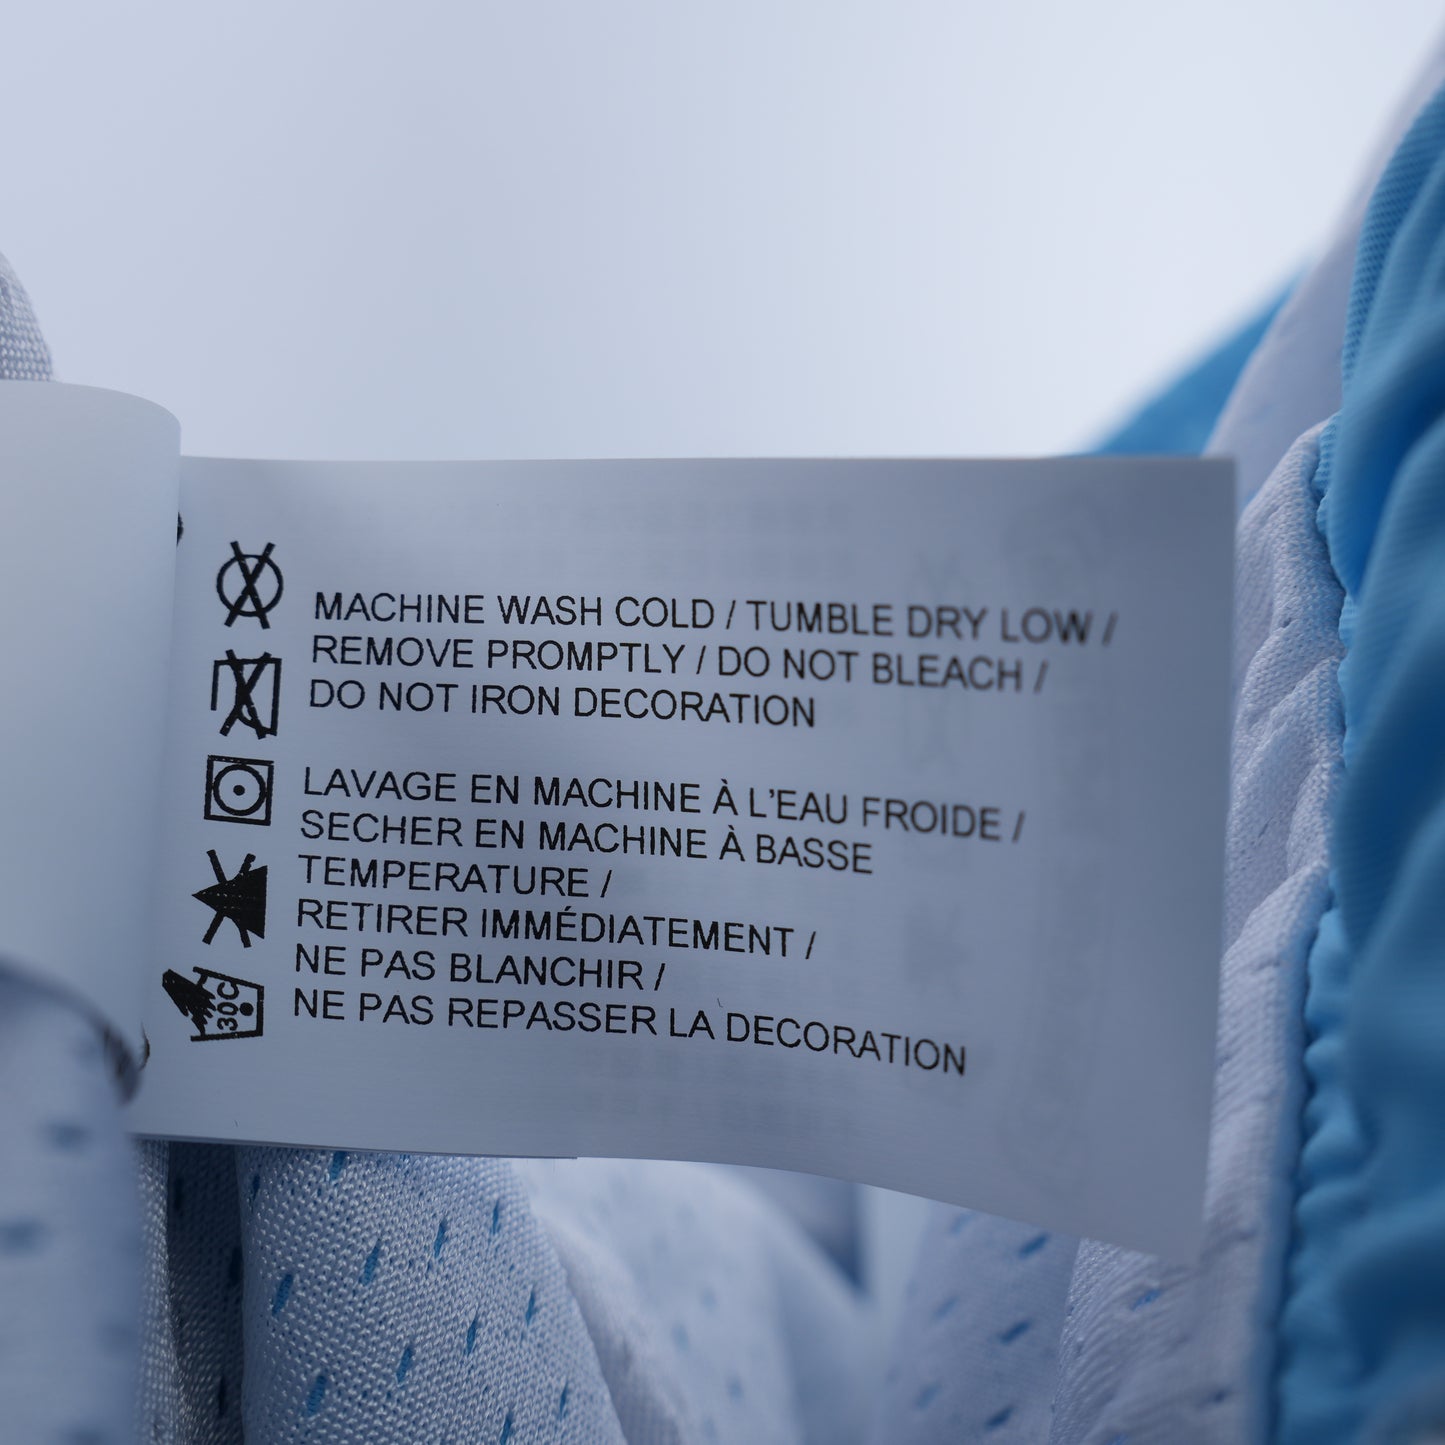 MACHINE WASH COLD / TUMBLE DRY LOW /
REMOVE PROMPTLY / DO NOT BLEACH /
DO NOT IRON DECORATION
LAVAGE EN MACHINE À L'EAU FROIDE /
SECHER EN MACHINE À BASSE
TEMPERATURE /
RETIRER IMMÉDIATEMENT /
NE PAS BLANCHIR /
NE PAS REPASSER LA DECORATION
A
30C